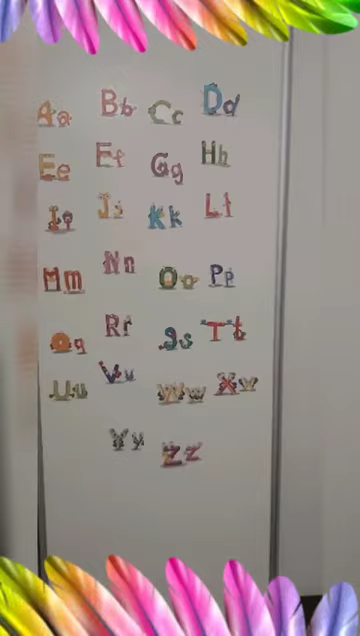 Aa Bb Cc Dd
Ee Ff Gg Hh
Ii Jj Kk Ll
Mm Nn Oo Pp
Qq Rr Ss Tt
Uu Vv Ww Xx
Yy Zz